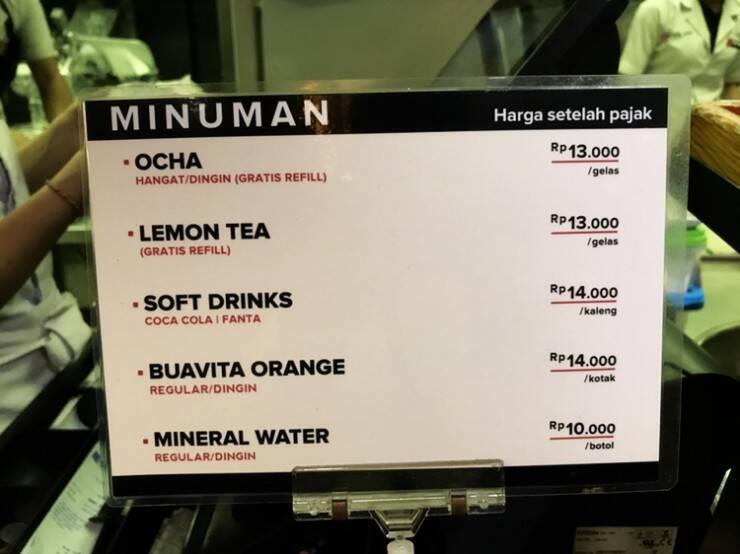 MINUMAN Harga setelah pajak
• OCHA Rp13.000
HANGAT/DINGIN (GRATIS REFILL) /gelas
• LEMON TEA Rp13.000
(GRATIS REFILL) /gelas
• SOFT DRINKS Rp14.000
COCA COLA | FANTA /kaleng
• BUAVITA ORANGE Rp14.000
REGULAR/DINGIN /kotak
• MINERAL WATER Rp10.000
REGULAR/DINGIN /botol
EPSON